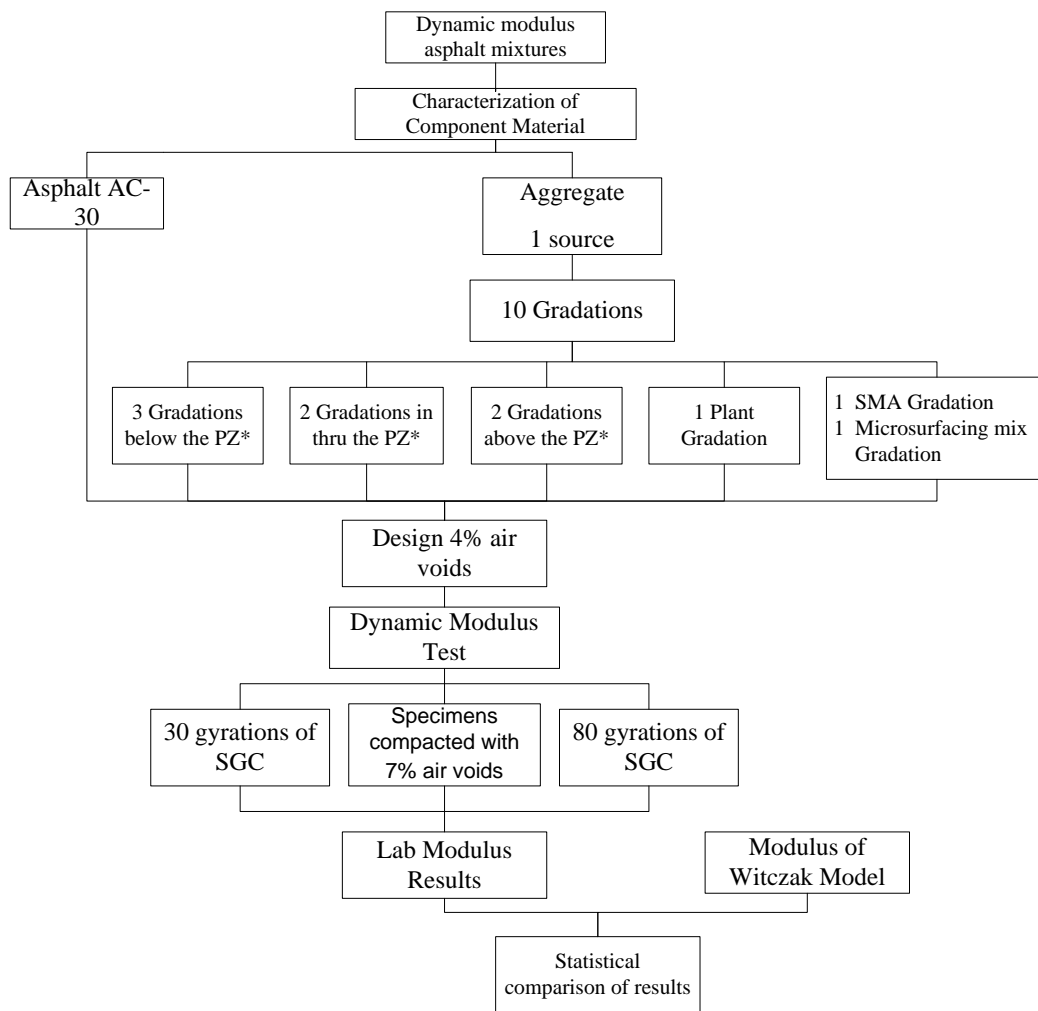 Dynamic modulus
asphalt mixtures
Characterization of
Component Material
Asphalt AC-
30
Aggregate
1 source
10 Gradations
3 Gradations
below the PZ*
2 Gradations in
thru the PZ*
2 Gradations
above the PZ*
1 Plant
Gradation
1 SMA Gradation
1 Microsurfacing mix
Gradation
Design 4% air
voids
Dynamic Modulus
Test
30 gyrations of
SGC
Specimens
compacted with
7% air voids
80 gyrations of
SGC
Lab Modulus
Results
Modulus of
Witczak Model
Statistical
comparison of results